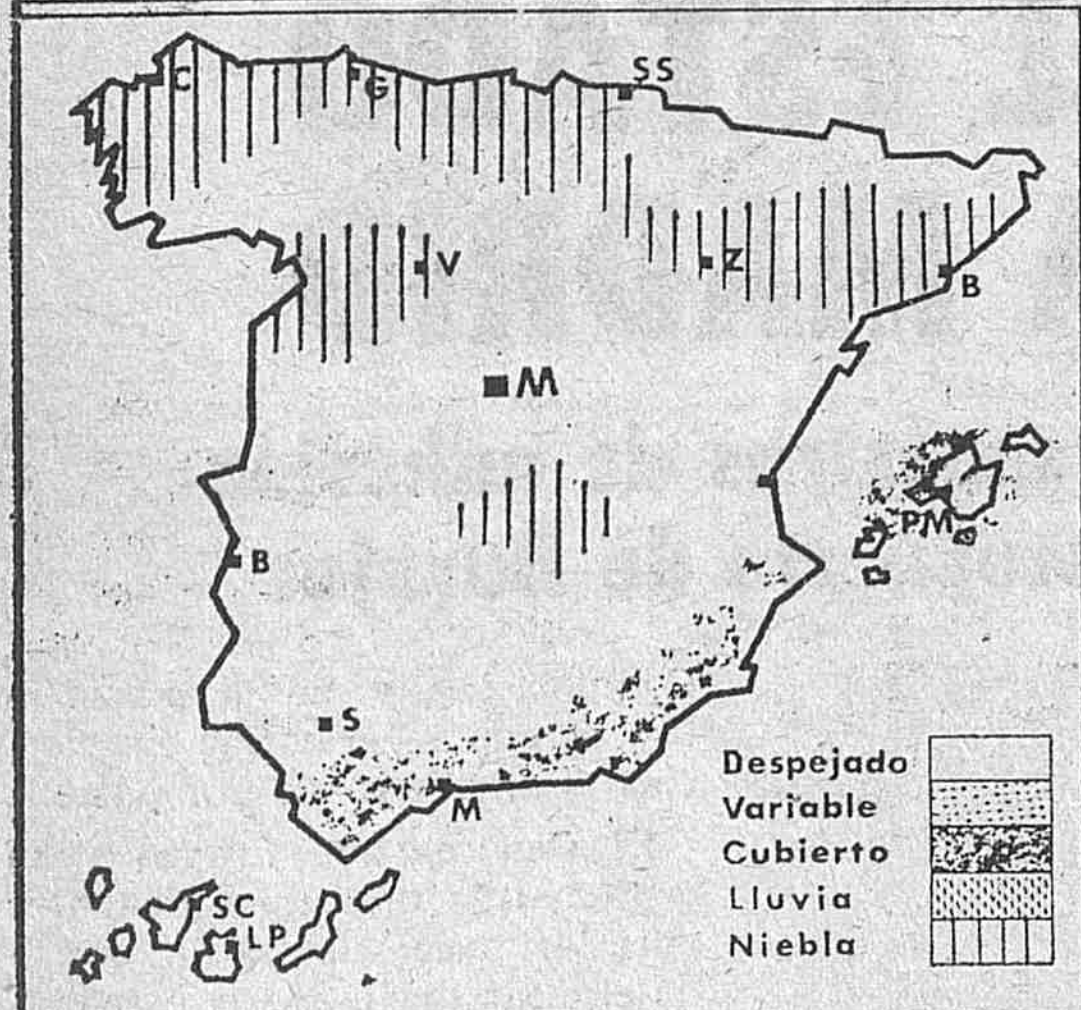 C
G
SS
V
Z
B
M
PM
B
S
M
SC
LP
Despejado
Variable
Cubierto
Lluvia
Niebla